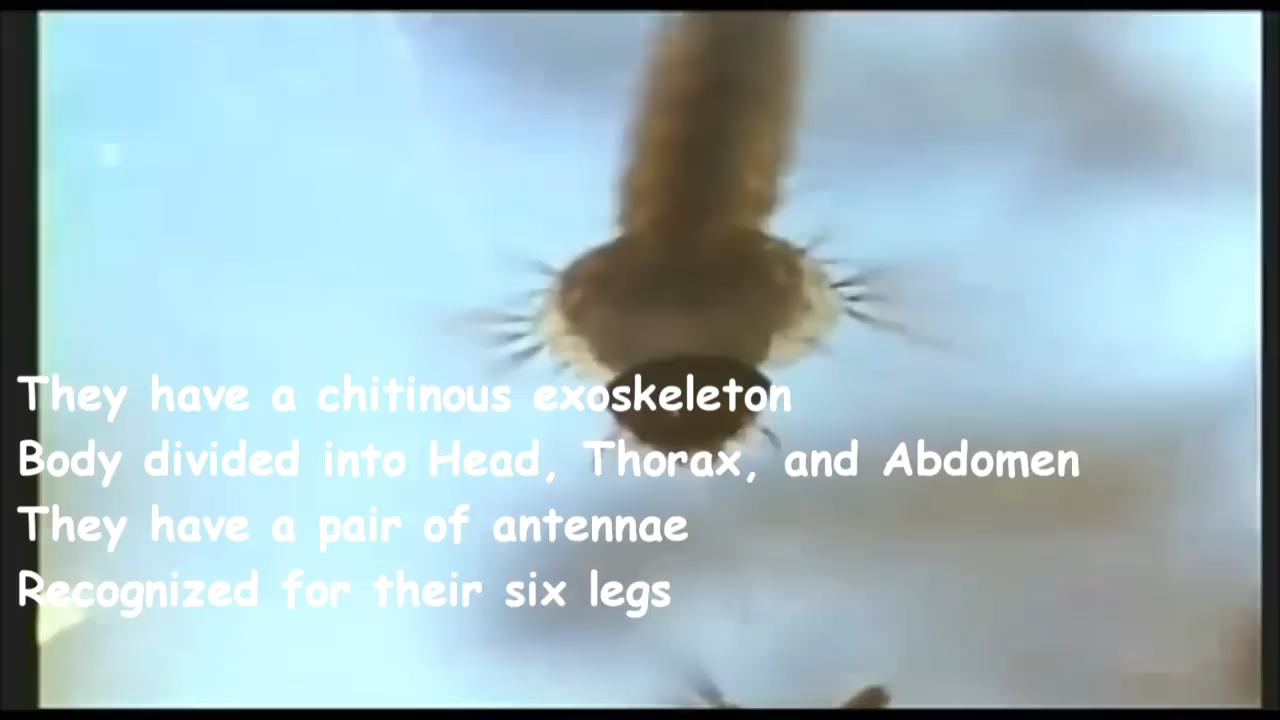 They have a chitinous exoskeleton
Body divided into Head, Thorax, and Abdomen
They have a pair of antennae
Recognized for their six legs